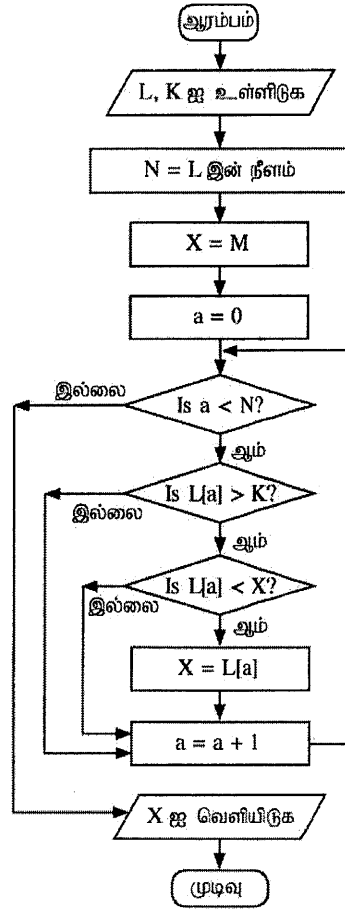 ஆரம்பம்
L, K ஐ உள்ளிடுக
N = L இன் நீளம்
X = M
a = 0
Is a < N?
இல்லை
ஆம்
Is L[a] > K?
இல்லை
ஆம்
Is L[a] < X?
இல்லை
ஆம்
X = L[a]
a = a + 1
X ஐ வெளியிடுக
முடிவு